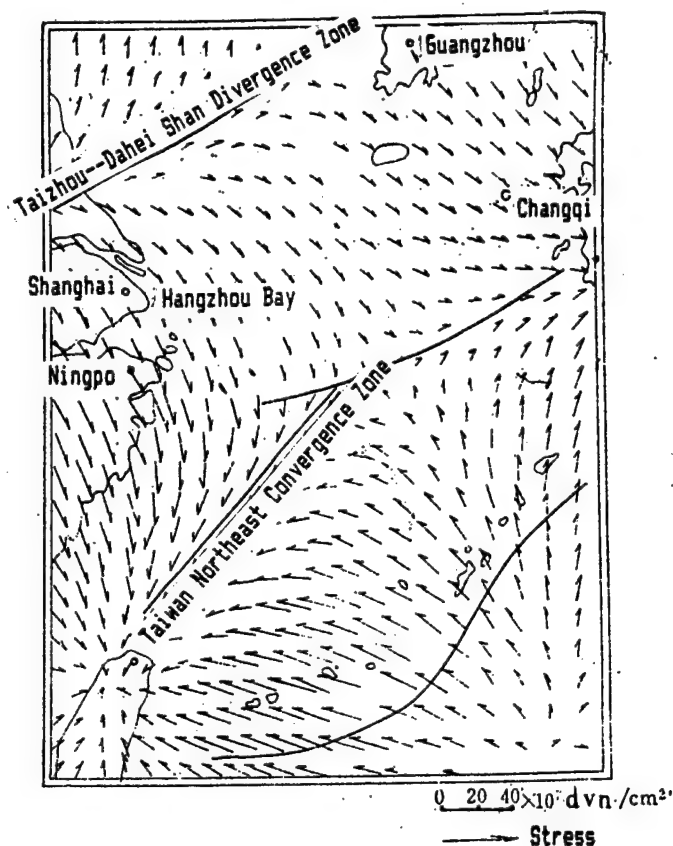 Guangzhou
Taizhou--Dahei Shan Divergence Zone
Changqi
Shanghai
Hangzhou Bay
Ningpo
Taiwan Northeast Convergence Zone
0 20 40×10 dvn/cm²
Stress